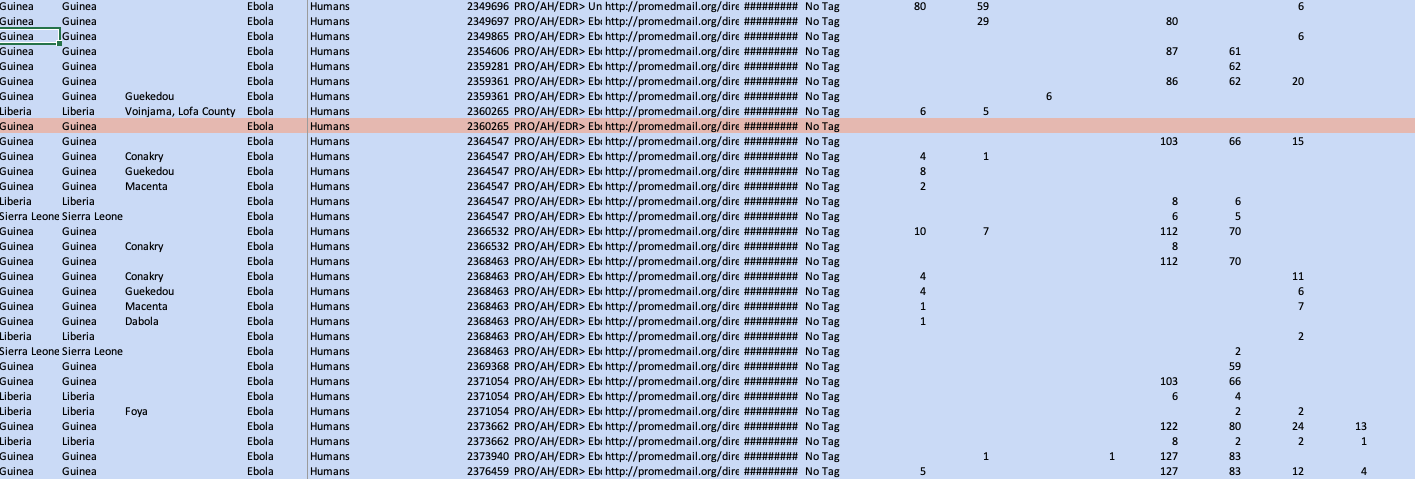 Guinea Guinea Ebola Humans 2349696 PRO/AH/EDR> Un http://promedmail.org/dire ######### No Tag 80 59 6
Guinea Guinea Ebola Humans 2349697 PRO/AH/EDR> Eb http://promedmail.org/dire ######### No Tag 29 80
Guinea Guinea Ebola Humans 2349865 PRO/AH/EDR> Eb http://promedmail.org/dire ######### No Tag 6
Guinea Guinea Ebola Humans 2354606 PRO/AH/EDR> Eb http://promedmail.org/dire ######### No Tag 87 61
Guinea Guinea Ebola Humans 2359281 PRO/AH/EDR> Eb http://promedmail.org/dire ######### No Tag 62
Guinea Guinea Ebola Humans 2359361 PRO/AH/EDR> Eb http://promedmail.org/dire ######### No Tag 86 62 20
Guinea Guinea Guekedou Ebola Humans 2359361 PRO/AH/EDR> Eb http://promedmail.org/dire ######### No Tag 6
Liberia Liberia Voinjama, Lofa County Ebola Humans 2360265 PRO/AH/EDR> Eb http://promedmail.org/dire ######### No Tag 6 5
Guinea Guinea Ebola Humans 2360265 PRO/AH/EDR> Eb http://promedmail.org/dire ######### No Tag
Guinea Guinea Ebola Humans 2364547 PRO/AH/EDR> Eb http://promedmail.org/dire ######### No Tag 103 66 15
Guinea Guinea Conakry Ebola Humans 2364547 PRO/AH/EDR> Eb http://promedmail.org/dire ######### No Tag 4 1
Guinea Guinea Guekedou Ebola Humans 2364547 PRO/AH/EDR> Eb http://promedmail.org/dire ######### No Tag 8
Guinea Guinea Macenta Ebola Humans 2364547 PRO/AH/EDR> Eb http://promedmail.org/dire ######### No Tag 2
Liberia Liberia Ebola Humans 2364547 PRO/AH/EDR> Eb http://promedmail.org/dire ######### No Tag 8 6
Sierra Leone Sierra Leone Ebola Humans 2364547 PRO/AH/EDR> Eb http://promedmail.org/dire ######### No Tag 6 5
Guinea Guinea Ebola Humans 2366532 PRO/AH/EDR> Eb http://promedmail.org/dire ######### No Tag 10 7 112 70
Guinea Guinea Conakry Ebola Humans 2366532 PRO/AH/EDR> Eb http://promedmail.org/dire ######### No Tag 8
Guinea Guinea Ebola Humans 2368463 PRO/AH/EDR> Eb http://promedmail.org/dire ######### No Tag 112 70
Guinea Guinea Conakry Ebola Humans 2368463 PRO/AH/EDR> Eb http://promedmail.org/dire ######### No Tag 4 11
Guinea Guinea Guekedou Ebola Humans 2368463 PRO/AH/EDR> Eb http://promedmail.org/dire ######### No Tag 4 6
Guinea Guinea Macenta Ebola Humans 2368463 PRO/AH/EDR> Eb http://promedmail.org/dire ######### No Tag 1 7
Guinea Guinea Dabola Ebola Humans 2368463 PRO/AH/EDR> Eb http://promedmail.org/dire ######### No Tag 1
Liberia Liberia Ebola Humans 2368463 PRO/AH/EDR> Eb http://promedmail.org/dire ######### No Tag 2
Sierra Leone Sierra Leone Ebola Humans 2368463 PRO/AH/EDR> Eb http://promedmail.org/dire ######### No Tag 2
Guinea Guinea Ebola Humans 2369368 PRO/AH/EDR> Eb http://promedmail.org/dire ######### No Tag 59
Guinea Guinea Ebola Humans 2371054 PRO/AH/EDR> Eb http://promedmail.org/dire ######### No Tag 103 66
Liberia Liberia Ebola Humans 2371054 PRO/AH/EDR> Eb http://promedmail.org/dire ######### No Tag 6 4
Liberia Liberia Foya Ebola Humans 2371054 PRO/AH/EDR> Eb http://promedmail.org/dire ######### No Tag 2 2
Guinea Guinea Ebola Humans 2373662 PRO/AH/EDR> Eb http://promedmail.org/dire ######### No Tag 122 80 24 13
Liberia Liberia Ebola Humans 2373662 PRO/AH/EDR> Eb http://promedmail.org/dire ######### No Tag 8 2 2 1
Guinea Guinea Ebola Humans 2373940 PRO/AH/EDR> Eb http://promedmail.org/dire ######### No Tag 1 1 127 83
Guinea Guinea Ebola Humans 2376459 PRO/AH/EDR> Eb http://promedmail.org/dire ######### No Tag 5 127 83 12 4